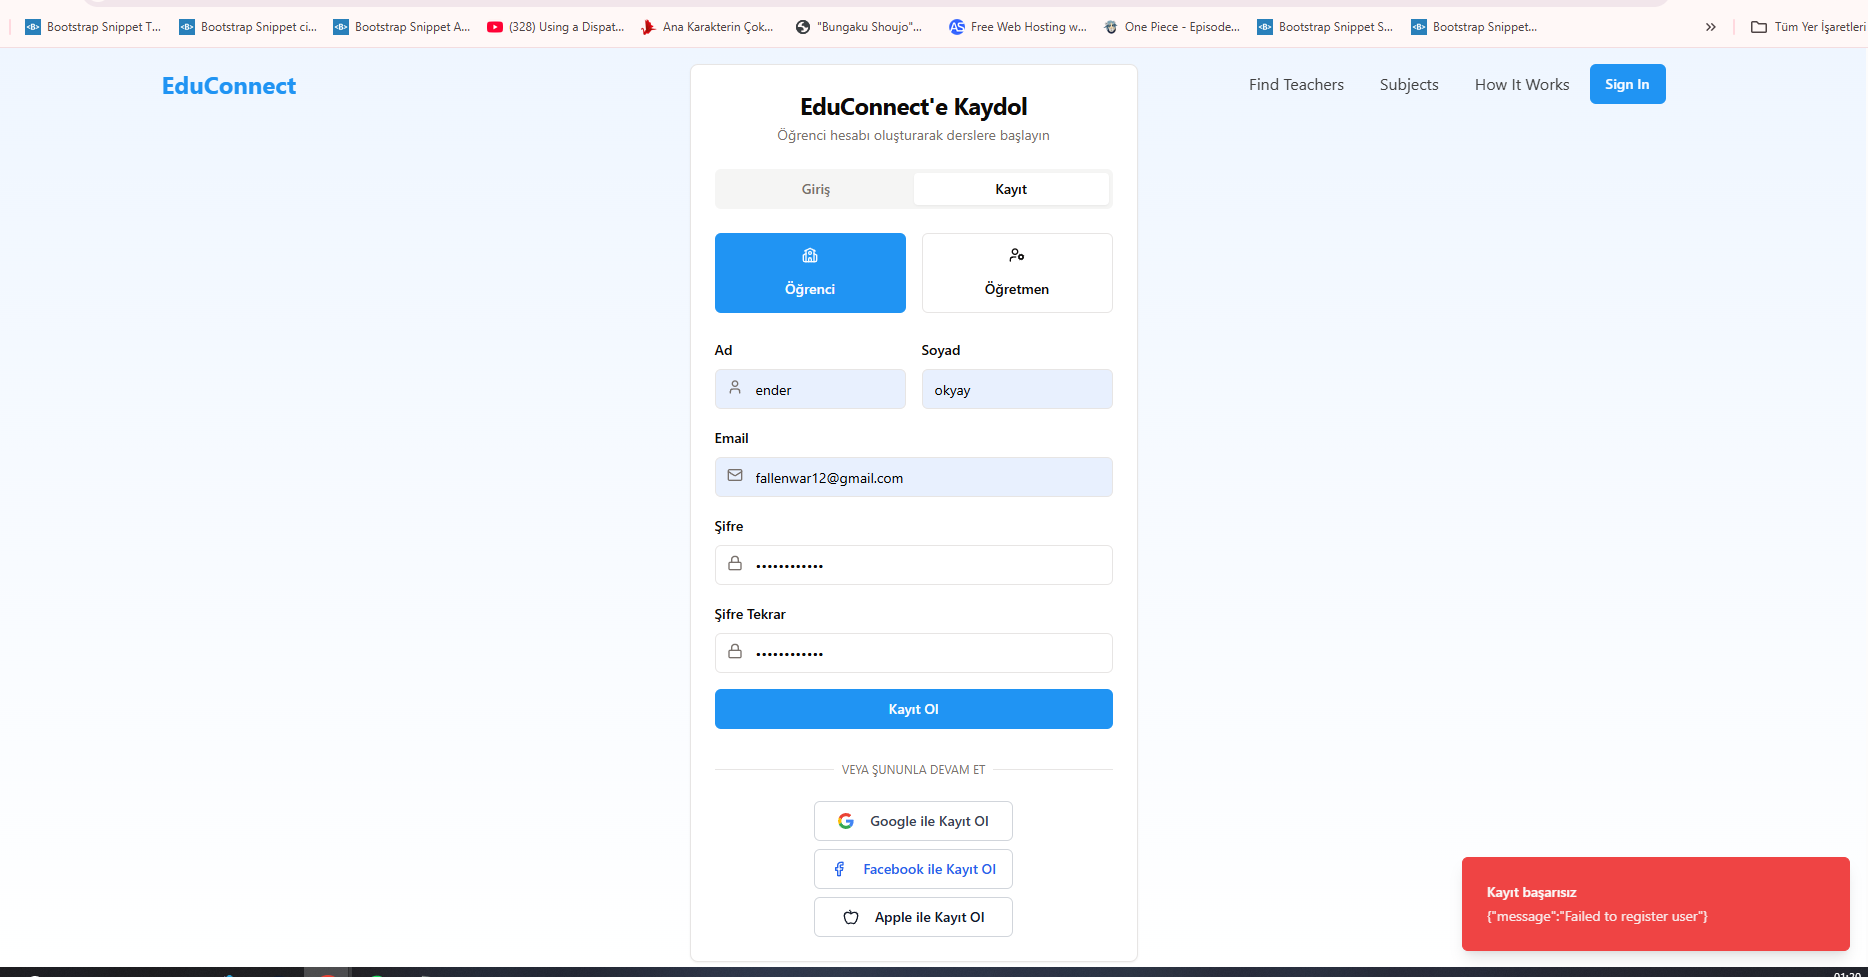 Bootstrap Snippet T...
Bootstrap Snippet ci...
Bootstrap Snippet A...
(328) Using a Dispat...
Ana Karakterin Çok...
"Bungaku Shoujo"...
Free Web Hosting w...
One Piece - Episode...
Bootstrap Snippet S...
Bootstrap Snippet...
»
Tüm Yer İşaretleri
EduConnect
Find Teachers
Subjects
How It Works
Sign In
EduConnect'e Kaydol
Öğrenci hesabı oluşturarak derslere başlayın
Giriş
Kayıt
Öğrenci
Öğretmen
Ad
Soyad
ender
okyay
Email
fallenwar12@gmail.com
Şifre
••••••••••••
Şifre Tekrar
••••••••••••
Kayıt Ol
VEYA ŞUNUNLA DEVAM ET
Google ile Kayıt Ol
Facebook ile Kayıt Ol
Apple ile Kayıt Ol
Kayıt başarısız
{"message":"Failed to register user"}